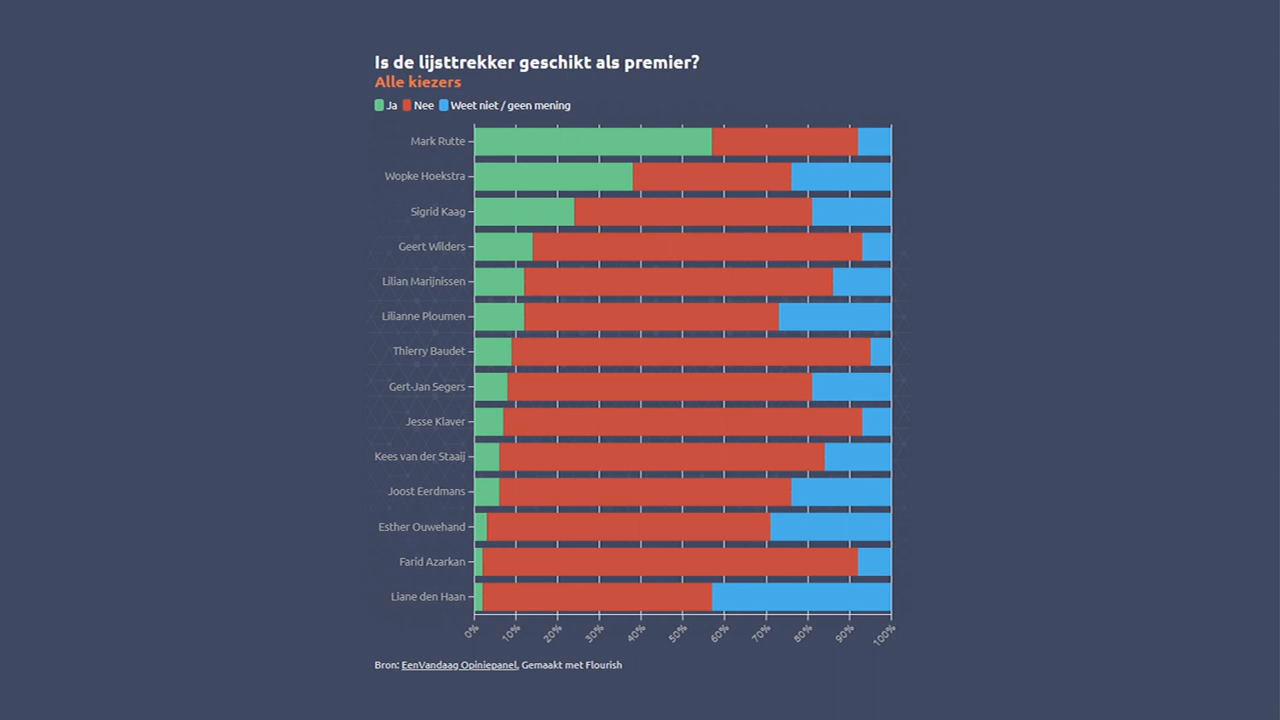 Is de lijsttrekker geschikt als premier?
Alle kiezers
Ja Nee Weet niet / geen mening
Mark Rutte
Wopke Hoekstra
Sigrid Kaag
Geert Wilders
Lilian Marijnissen
Lilianne Ploumen
Thierry Baudet
Gert-Jan Segers
Jesse Klaver
Kees van der Staaij
Joost Eerdmans
Esther Ouwehand
Farid Azarkan
Liane den Haan
0% 10% 20% 30% 40% 50% 60% 70% 80% 90% 100%
Bron: EenVandaag Opiniepanel, Gemaakt met Flourish